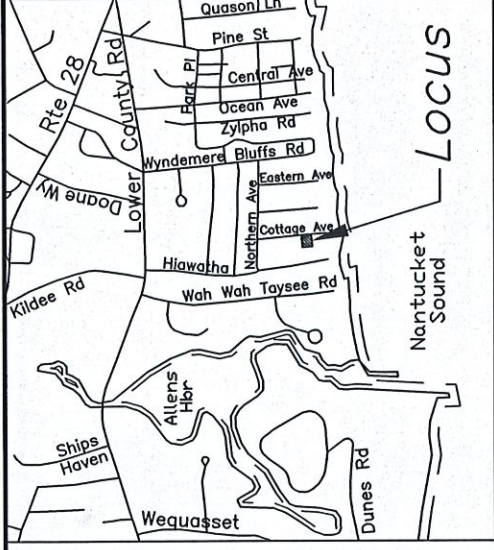 Quason Ln
Pine St
Rte 28
Lower County Rd
Park Pl
Central Ave
Ocean Ave
Zylpha Rd
Wyndemere Bluffs Rd
Doane Wy
Eastern Ave
Northern Ave
Cottage Ave
LOCUS
Hiawatha
Wah Wah Taysee Rd
Kildee Rd
Nantucket
Sound
Allens
Hbr
Ships
Haven
Dunes Rd
Wequasset